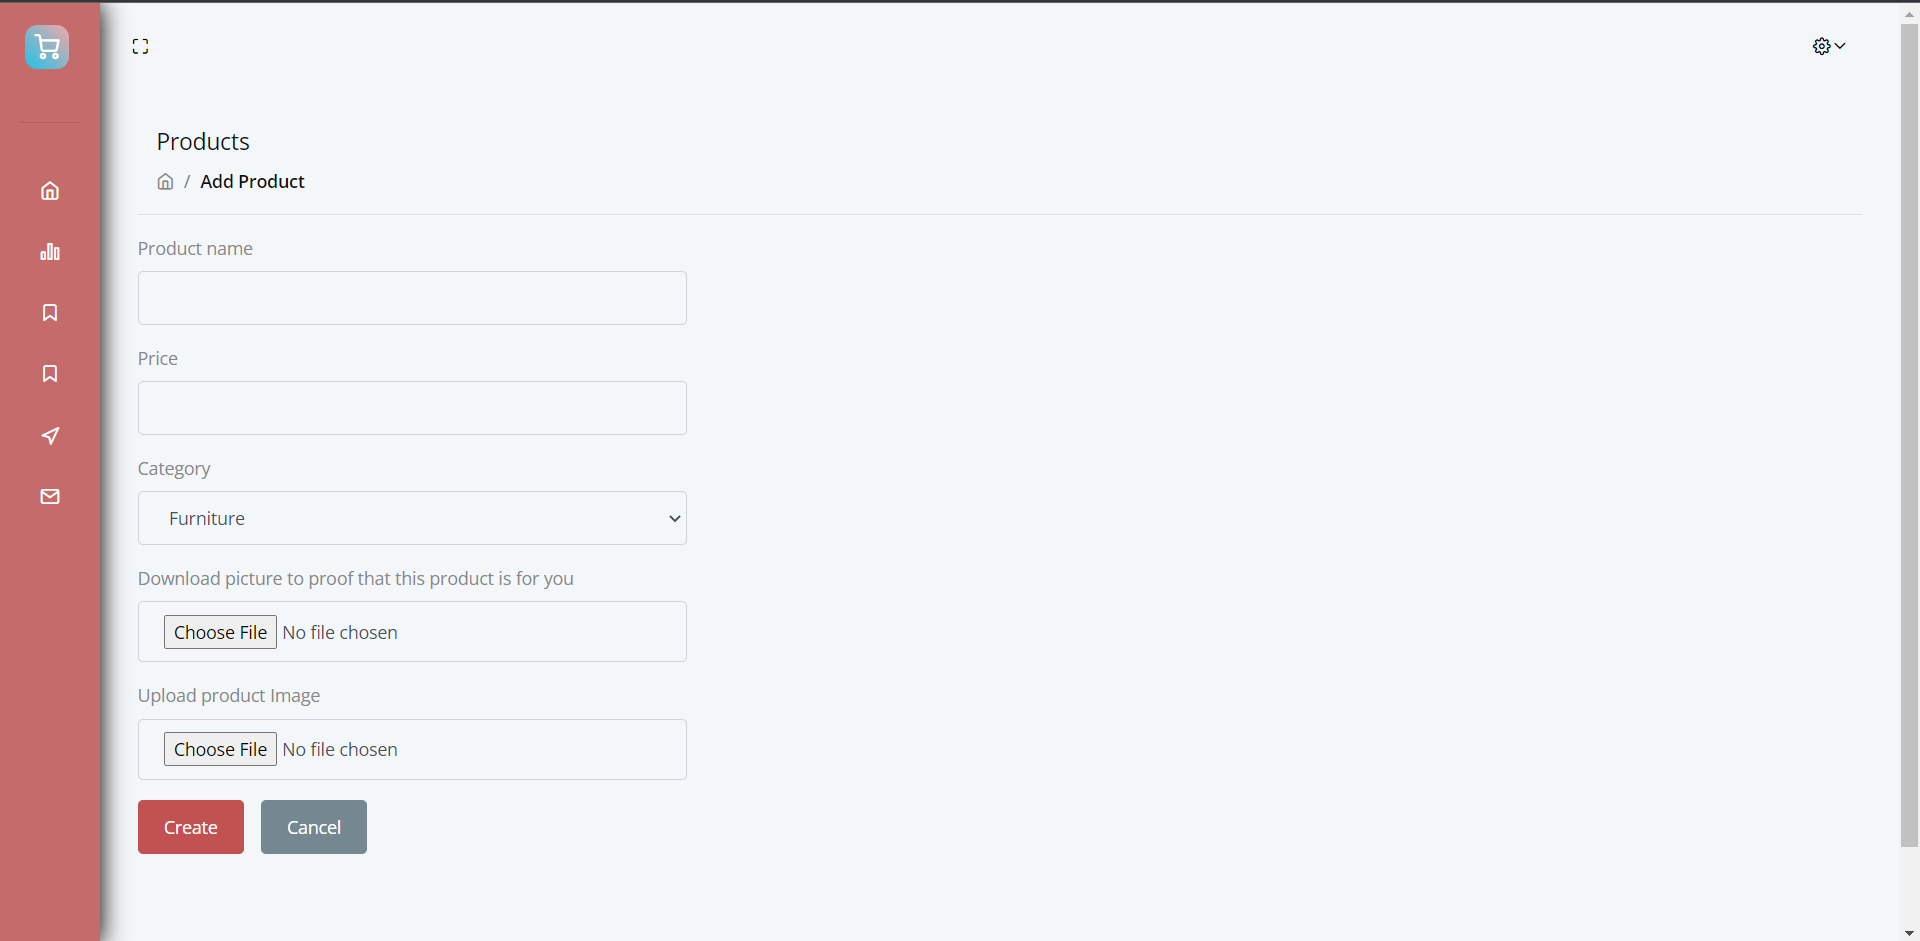 Products
/ Add Product
Product name
Price
Category
Furniture
Download picture to proof that this product is for you
Choose File No file chosen
Upload product Image
Choose File No file chosen
Create Cancel